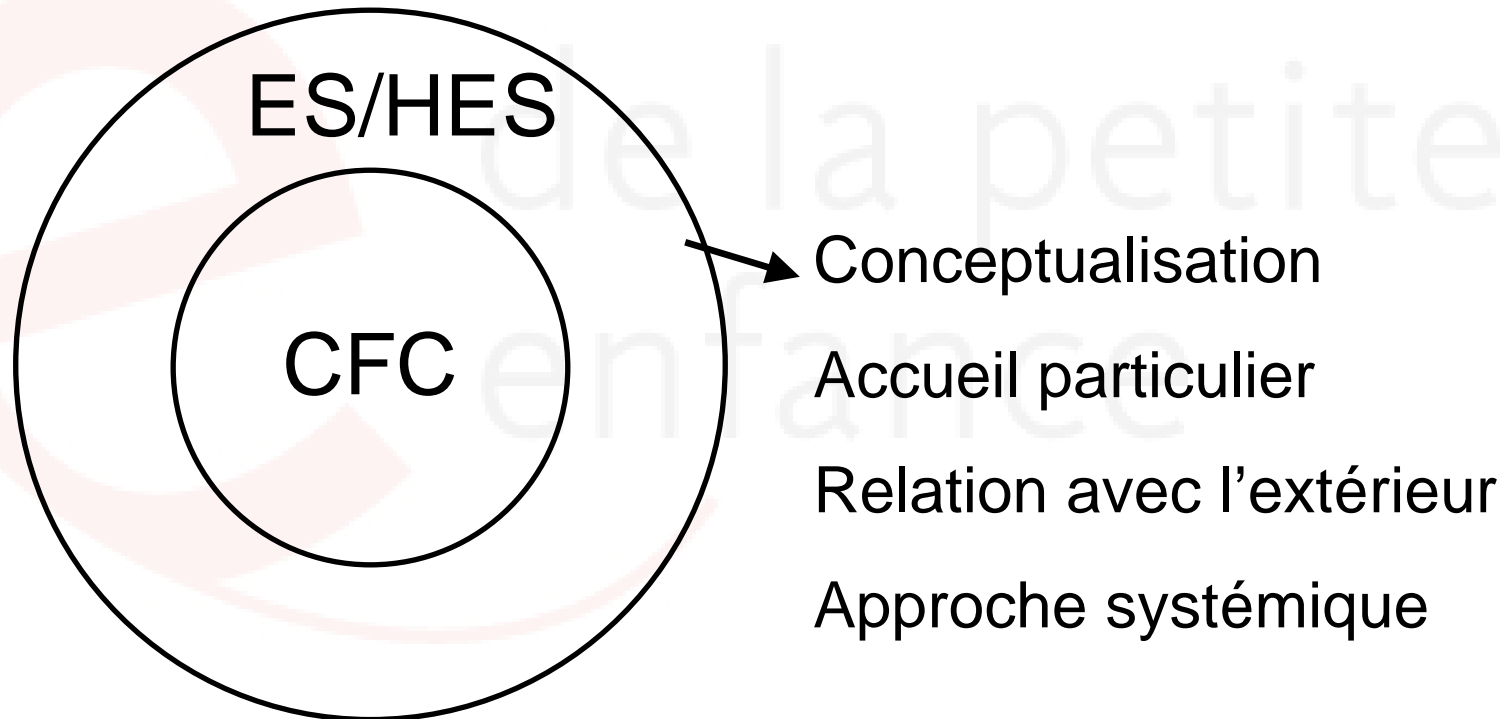 ES/HES
CFC
de la petite
enfance
Conceptualisation
Accueil particulier
Relation avec l’extérieur
Approche systémique